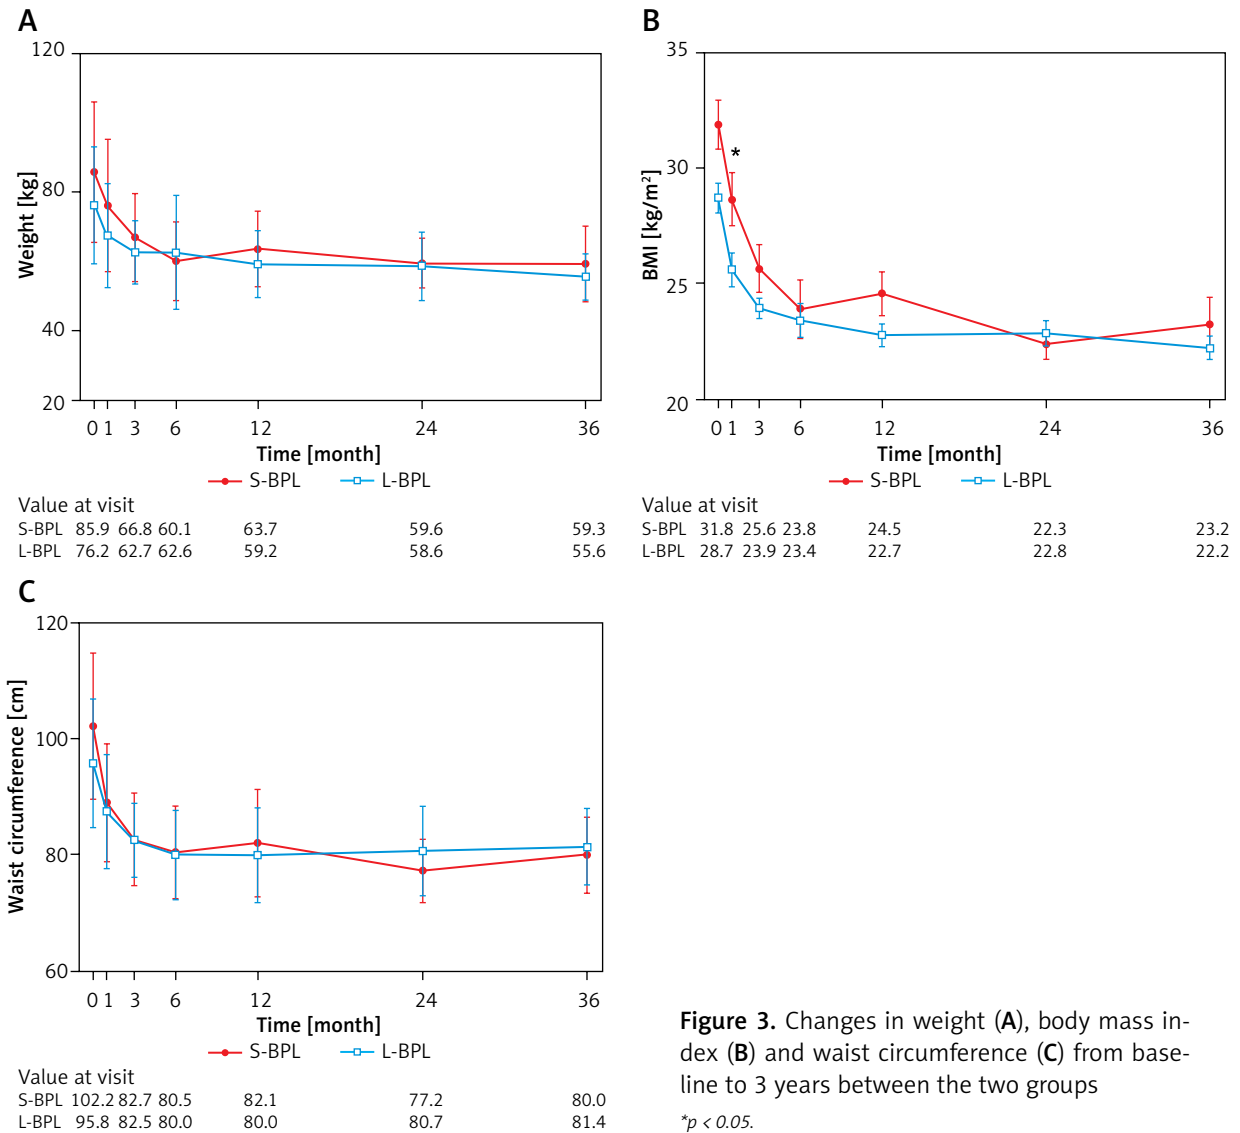 A
120
80
40
20
Weight [kg]
0 1 3 6 12 24 36
Time [month]
S-BPL L-BPL
Value at visit
S-BPL 85.9 66.8 60.1 63.7 59.6 59.3
L-BPL 76.2 62.7 62.6 59.2 58.6 55.6
B
35
30
25
20
BMI [kg/m²]
*
0 1 3 6 12 24 36
Time [month]
S-BPL L-BPL
Value at visit
S-BPL 31.8 25.6 23.8 24.5 22.3 23.2
L-BPL 28.7 23.9 23.4 22.7 22.8 22.2
C
120
100
80
60
Waist circumference [cm]
0 1 3 6 12 24 36
Time [month]
S-BPL L-BPL
Value at visit
S-BPL 102.2 82.7 80.5 82.1 77.2 80.0
L-BPL 95.8 82.5 80.0 80.0 80.7 81.4
Figure 3. Changes in weight (A), body mass in-
dex (B) and waist circumference (C) from base-
line to 3 years between the two groups
*p < 0.05.